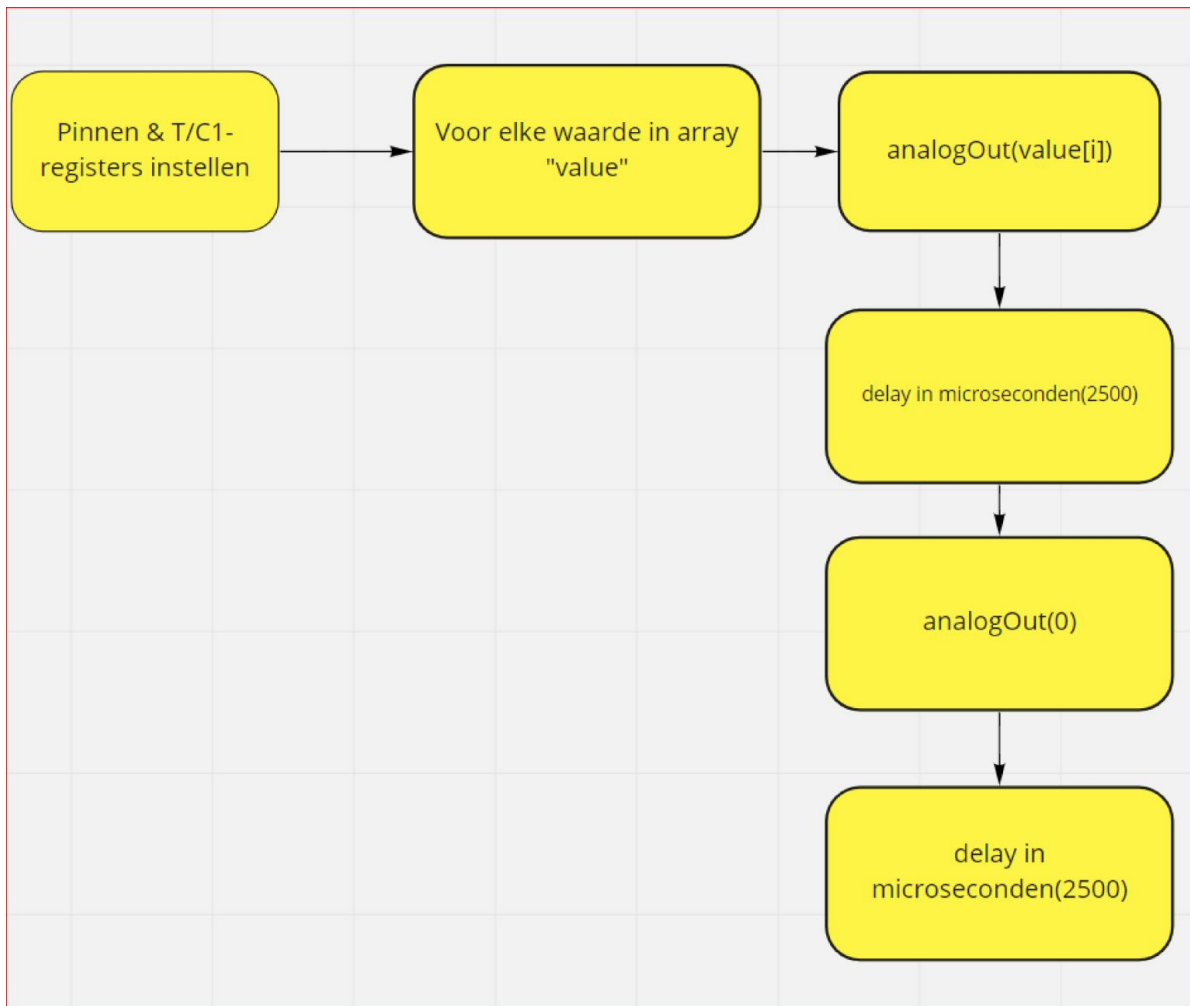 Pinnen & T/C1-
registers instellen
Voor elke waarde in array
"value"
analogOut(value[i])
delay in microseconden(2500)
analogOut(0)
delay in
microseconden(2500)